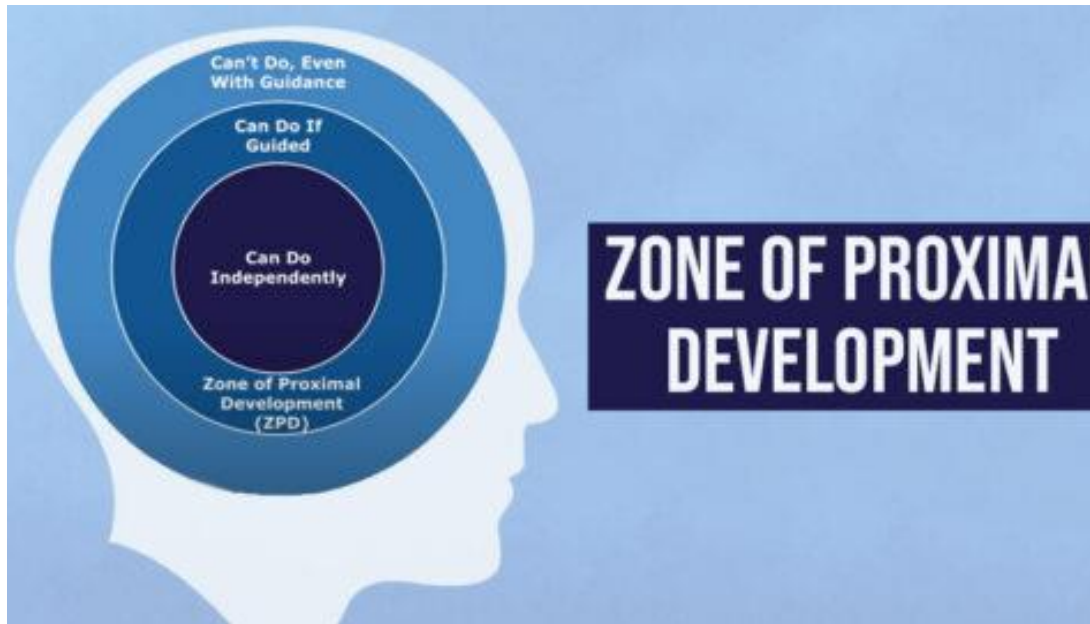 Can't Do, Even
With Guidance
Can Do If
Guided
Can Do
Independently
Zone of Proximal
Development
(ZPD)
ZONE OF PROXIMA
DEVELOPMENT